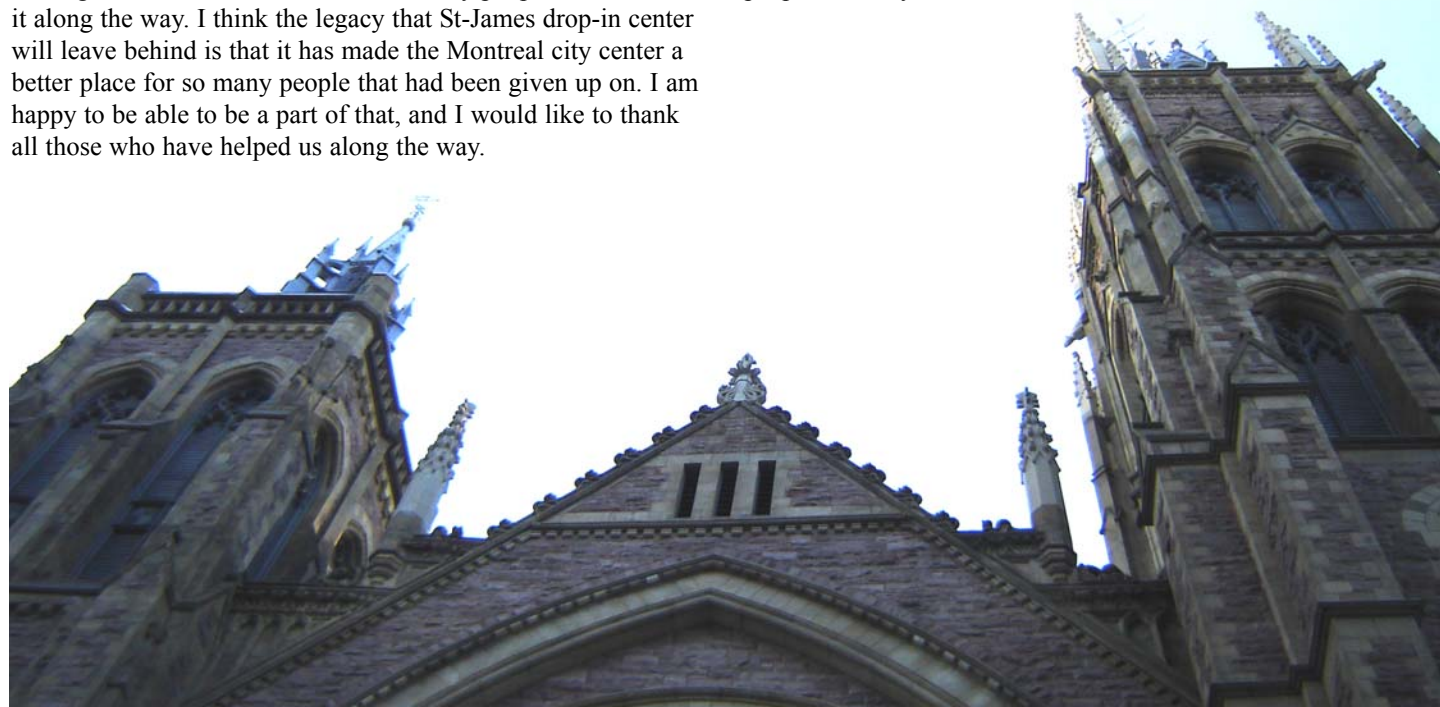 it along the way. I think the legacy that St-James drop-in center
will leave behind is that it has made the Montreal city center a
better place for so many people that had been given up on. I am
happy to be able to be a part of that, and I would like to thank
all those who have helped us along the way.